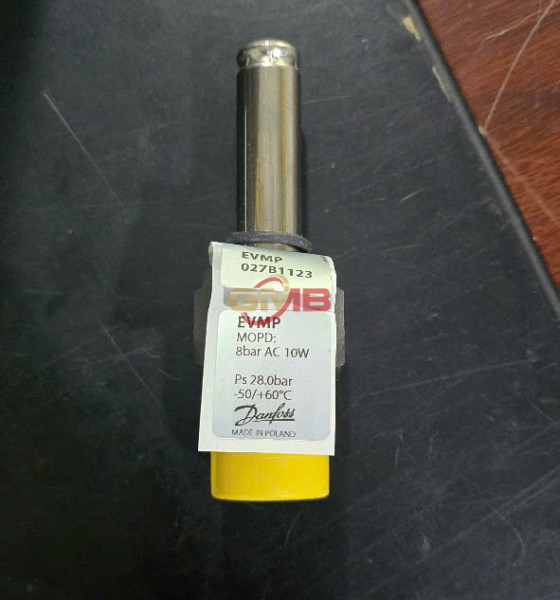 EVMP
027B1123
GMB
EVMP
MOPD:
8bar AC 10W
Ps 28.0bar
-50/+60°C
Danfoss
MADE IN POLAND